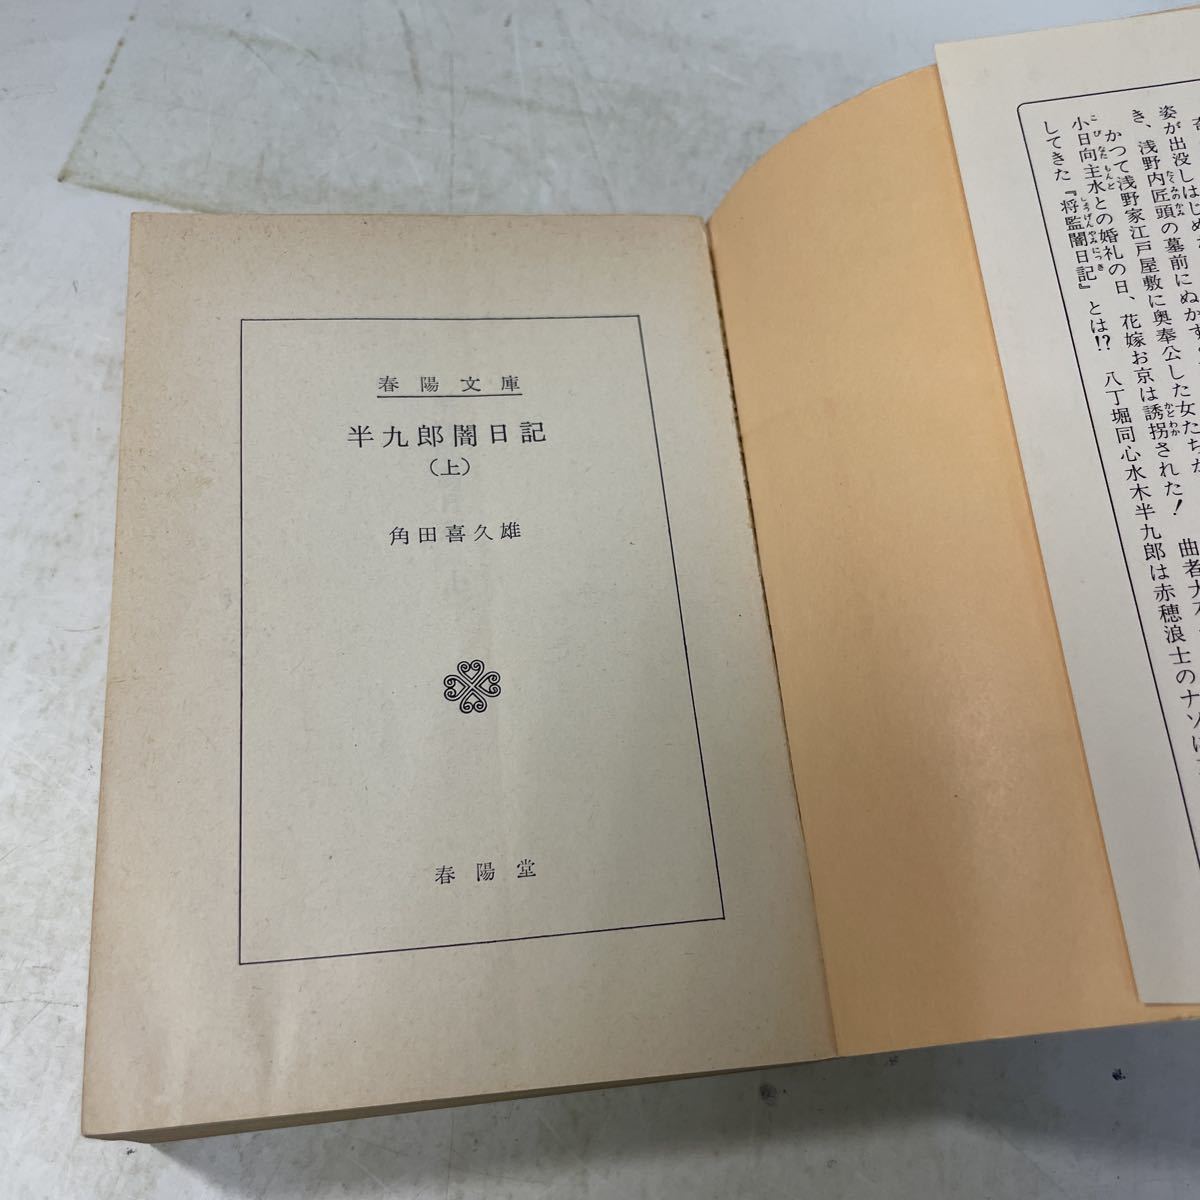 春陽文庫
半九郎闇日記
(上)
角田喜久雄
春陽堂
姿が出没しはじめ
き、浅野内匠頭の墓前にぬかず
かつて浅野家江戸屋敷に奥奉公した女たちが
小日向主水との婚礼の日、花嫁お京は誘拐された! 曲者大石
してきた『将監闇日記』とは!? 八丁堀同心水木半九郎は赤穂浪士のナゾに